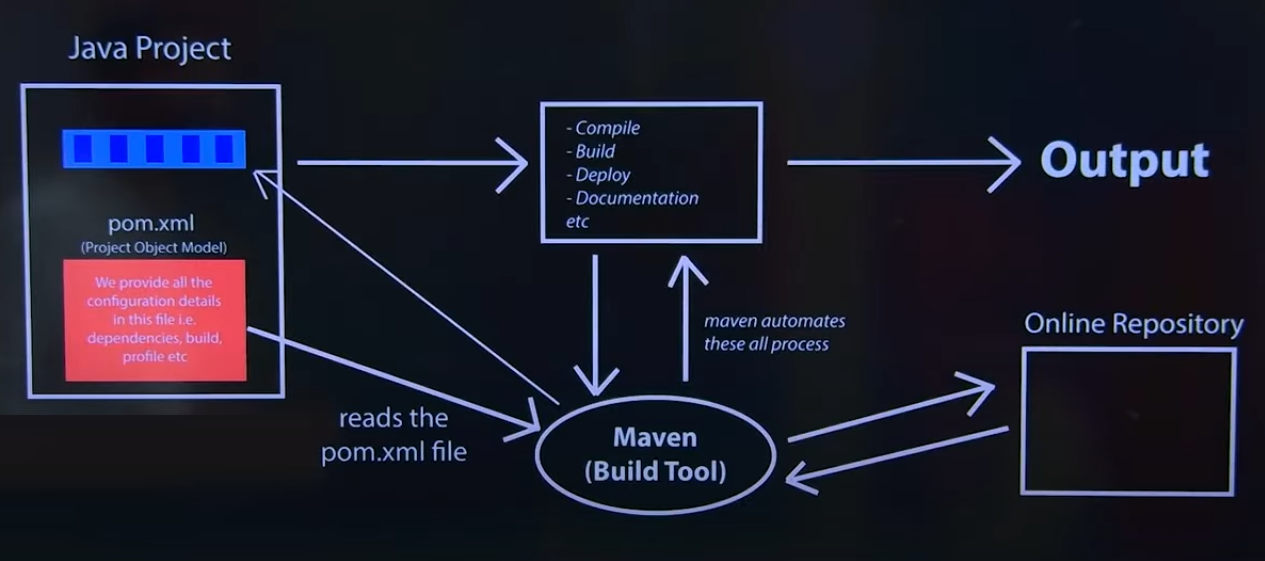 Java Project
pom.xml
(Project Object Model)
We provide all the
configuration details
in this file i.e.
dependencies, build,
profile etc
reads the
pom.xml file
- Compile
- Build
- Deploy
- Documentation
etc
maven automates
these all process
Maven
(Build Tool)
Output
Online Repository